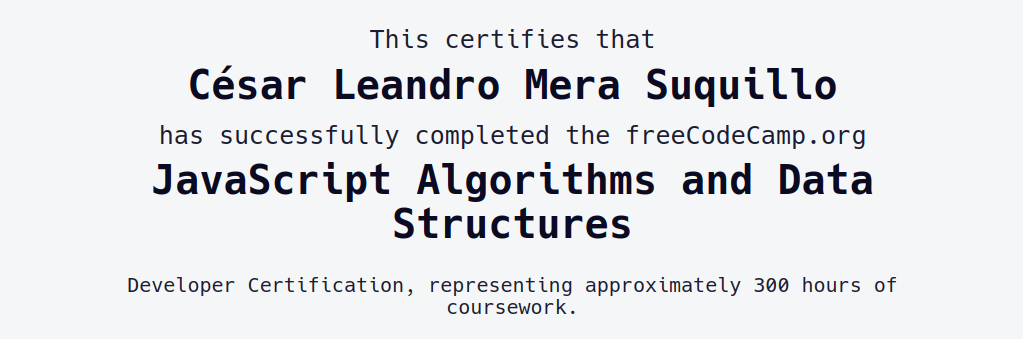 This certifies that
César Leandro Mera Suquillo
has successfully completed the freeCodeCamp.org
JavaScript Algorithms and Data
Structures
Developer Certification, representing approximately 300 hours of
coursework.